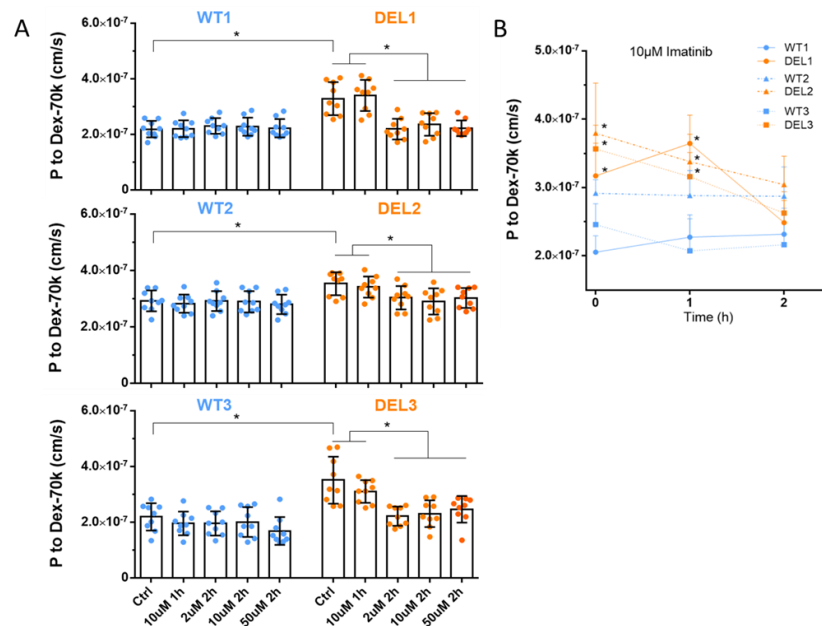 A
WT1
DEL1
P to Dex-70k (cm/s)
6.0×10⁻⁷
4.0×10⁻⁷
2.0×10⁻⁷
0
*
*
WT2
DEL2
P to Dex-70k (cm/s)
6.0×10⁻⁷
4.0×10⁻⁷
2.0×10⁻⁷
0
*
*
WT3
DEL3
P to Dex-70k (cm/s)
6.0×10⁻⁷
4.0×10⁻⁷
2.0×10⁻⁷
0
*
*
Ctrl
10uM 1h
2uM 2h
10uM 2h
50uM 2h
Ctrl
10uM 1h
2uM 2h
10uM 2h
50uM 2h
B
10µM Imatinib
WT1
DEL1
WT2
DEL2
WT3
DEL3
P to Dex-70k (cm/s)
5.0×10⁻⁷
4.0×10⁻⁷
3.0×10⁻⁷
2.0×10⁻⁷
*
*
*
*
*
*
0
1
2
Time (h)